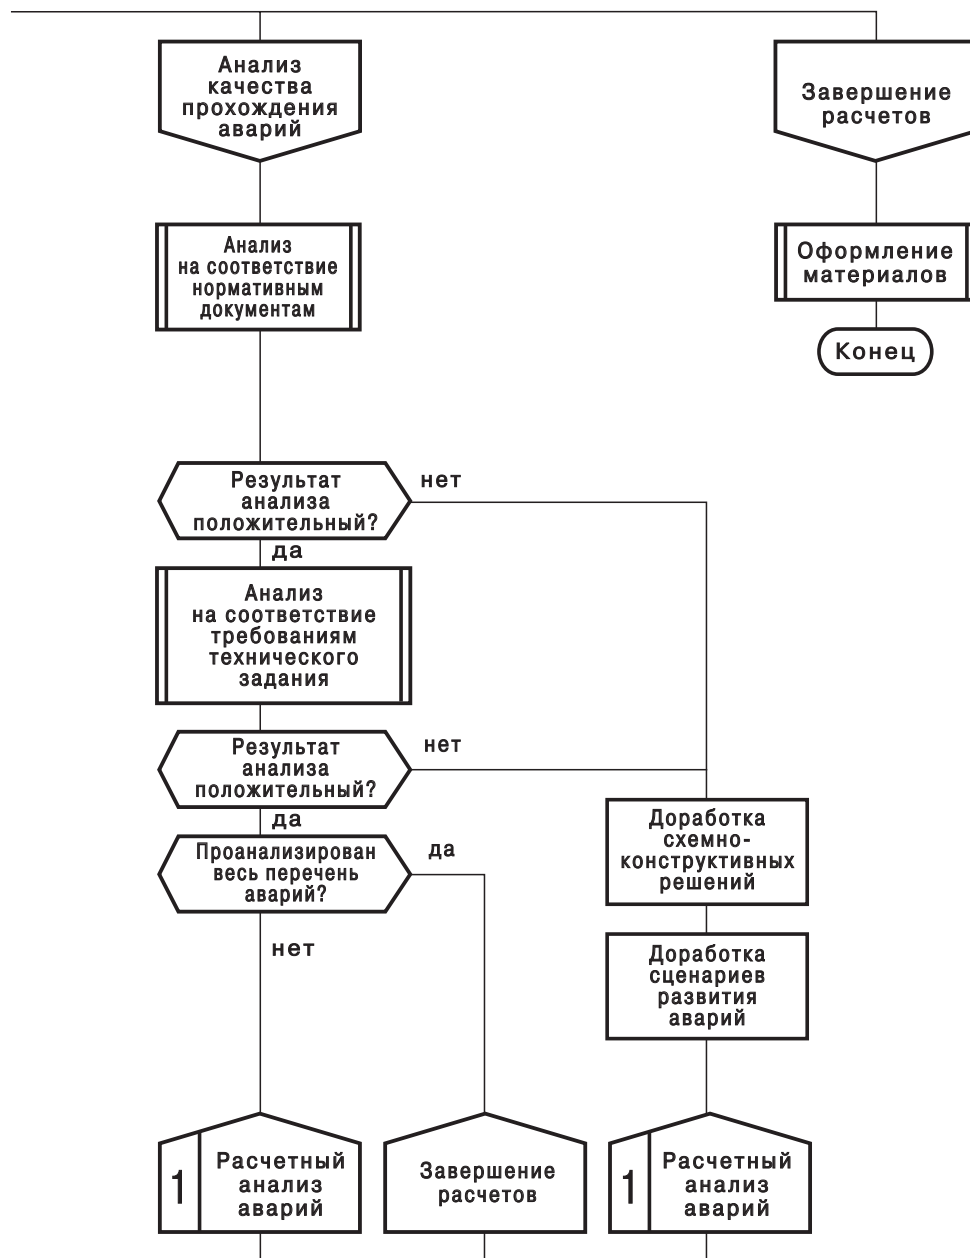 Анализ
качества
прохождения
аварий
Завершение
расчетов
Анализ
на соответствие
нормативным
документам
Оформление
материалов
Конец
Результат
анализа
положительный?
нет
да
Анализ
на соответствие
требованиям
технического
задания
Результат
анализа
положительный?
нет
да
Проанализирован
весь перечень
аварий?
да
нет
Доработка
схемно-
конструктивных
решений
Доработка
сценариев
развития
аварий
1
Расчетный
анализ
аварий
Завершение
расчетов
1
Расчетный
анализ
аварий